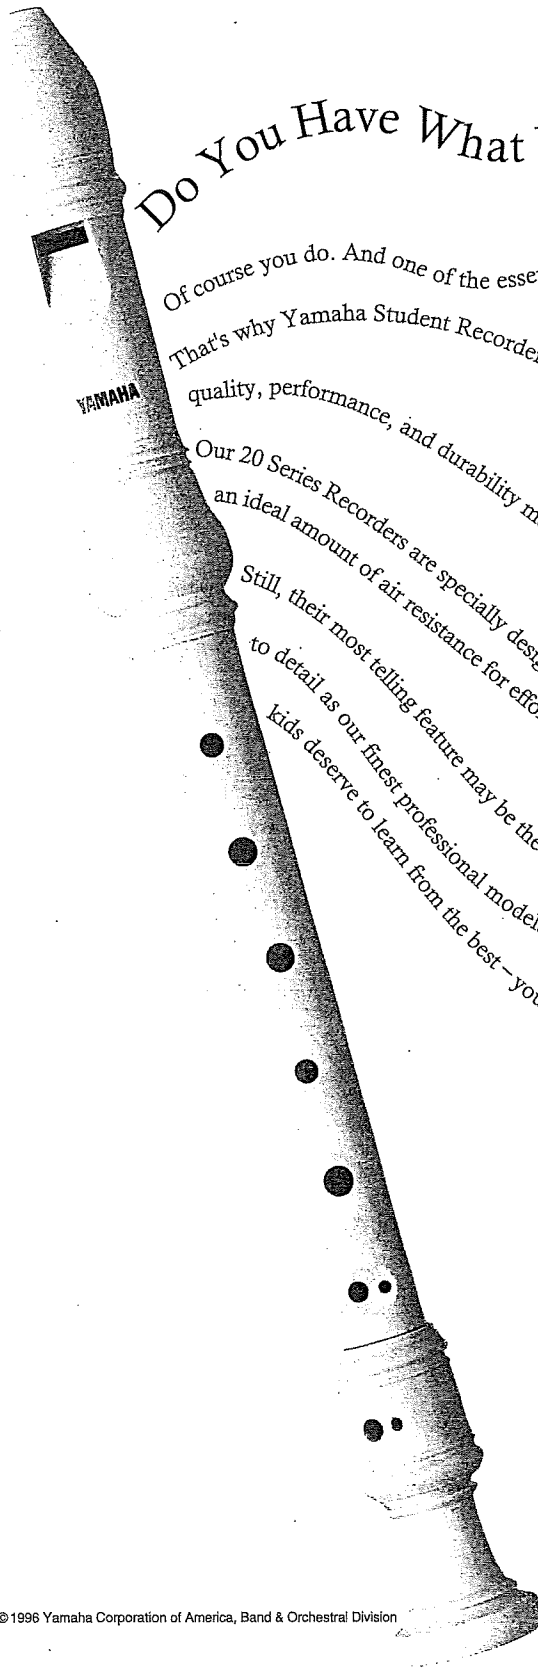 Do You Have What
Of course you do. And one of the esse
That's why Yamaha Student Recorde
quality, performance, and durability m
Our 20 Series Recorders are specially desig
an ideal amount of air resistance for effo
Still, their most telling feature may be the
to detail as our finest professional model
kids deserve to learn from the best – you
YAMAHA
© 1996 Yamaha Corporation of America, Band & Orchestral Division